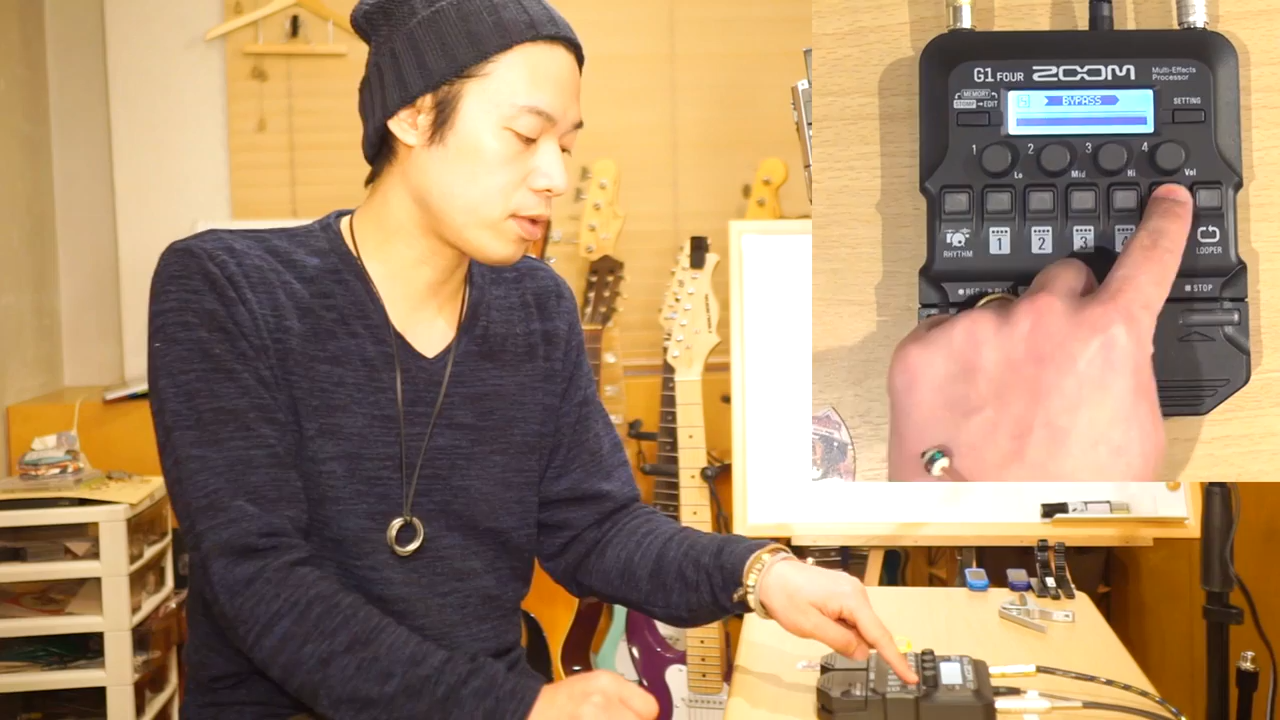 G1 FOUR ZOOM Multi-Effects
Processor
MEMORY
STOMP EDIT
BYPASS
SETTING
1 2 3 4
Lo Mid Hi Vol
1 2 3 4
RHYTHM LOOPER
STOP